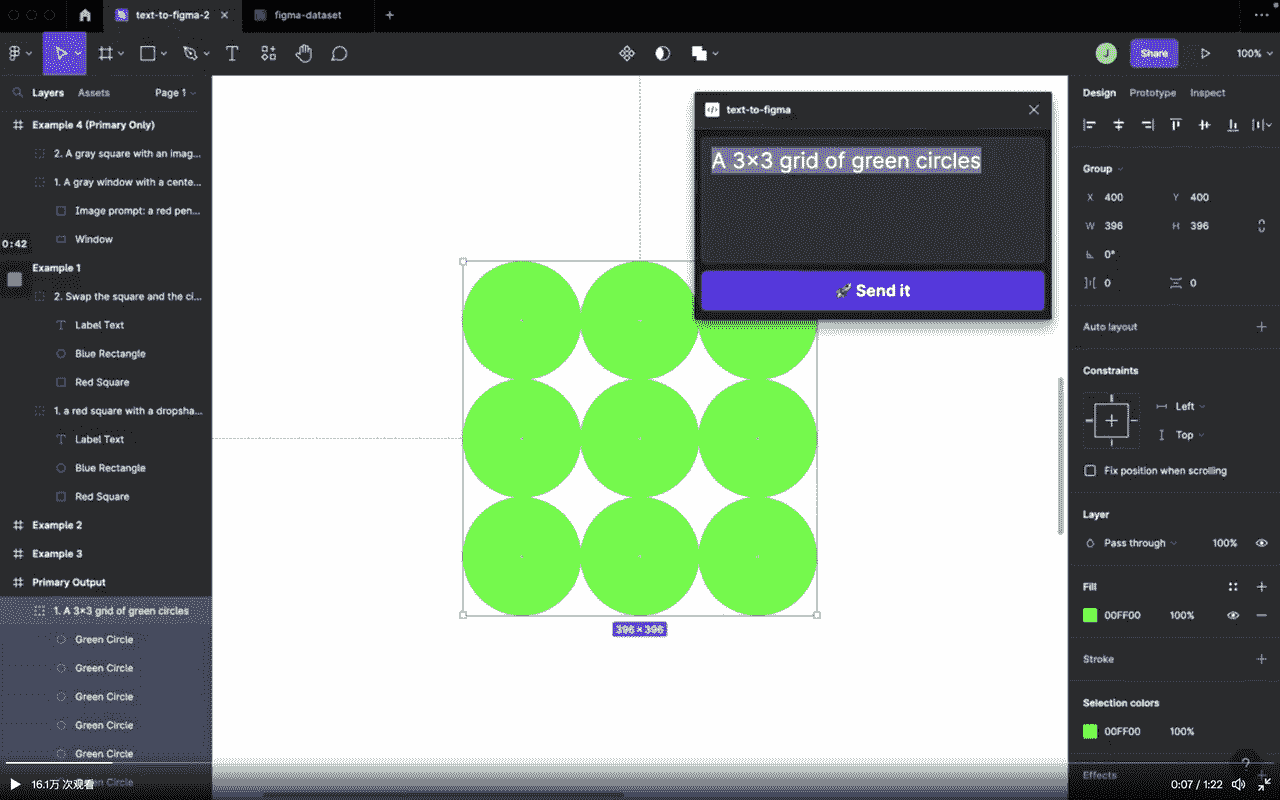 text-to-figma-2
figma-dataset
Share
100%
Layers
Assets
Page 1
Example 4 (Primary Only)
2. A gray square with an imag...
1. A gray window with a cente...
Image prompt: a red pen...
Window
0:42
Example 1
2. Swap the square and the ci...
Label Text
Blue Rectangle
Red Square
1. a red square with a dropsha...
Label Text
Blue Rectangle
Red Square
Example 2
Example 3
Primary Output
1. A 3×3 grid of green circles
Green Circle
Green Circle
Green Circle
Green Circle
Green Circle
Green Circle
16.1万 次观看
text-to-figma
A 3×3 grid of green circles
Send it
396 × 396
J
Design
Prototype
Inspect
Group
X 400 Y 400
W 396 H 396
0°
0 0
Auto layout
Constraints
Left
Top
Fix position when scrolling
Layer
Pass through 100%
Fill
00FF00 100%
Stroke
Selection colors
00FF00 100%
Effects
?
0:07 / 1:22